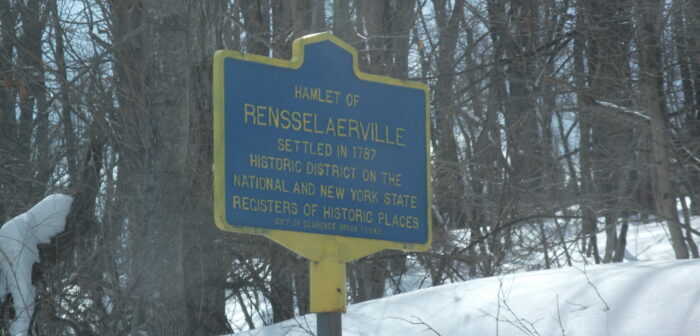 HAMLET OF
RENSSELAERVILLE
SETTLED IN 1787
HISTORIC DISTRICT ON THE
NATIONAL AND NEW YORK STATE
REGISTERS OF HISTORIC PLACES
GIFT OF CLARENCE